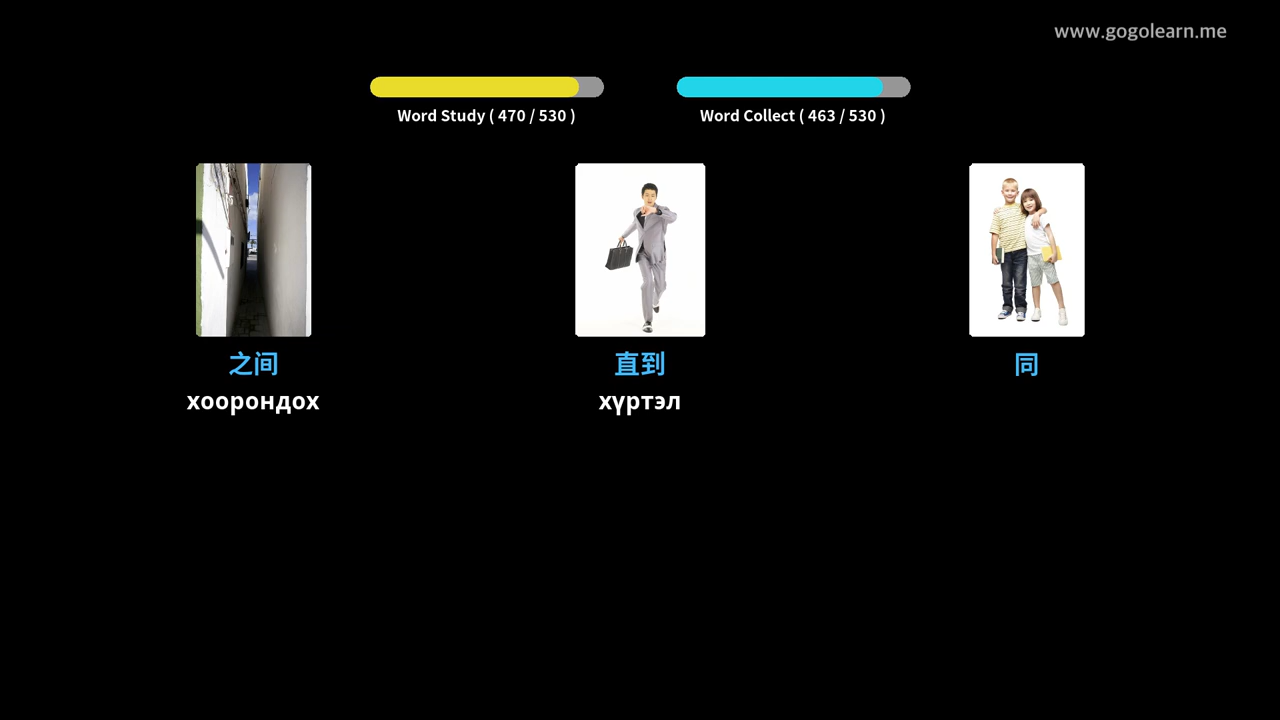 www.gogolearn.me
Word Study ( 470 / 530 )
Word Collect ( 463 / 530 )
之间
直到
同
хоорондох
хүртэл